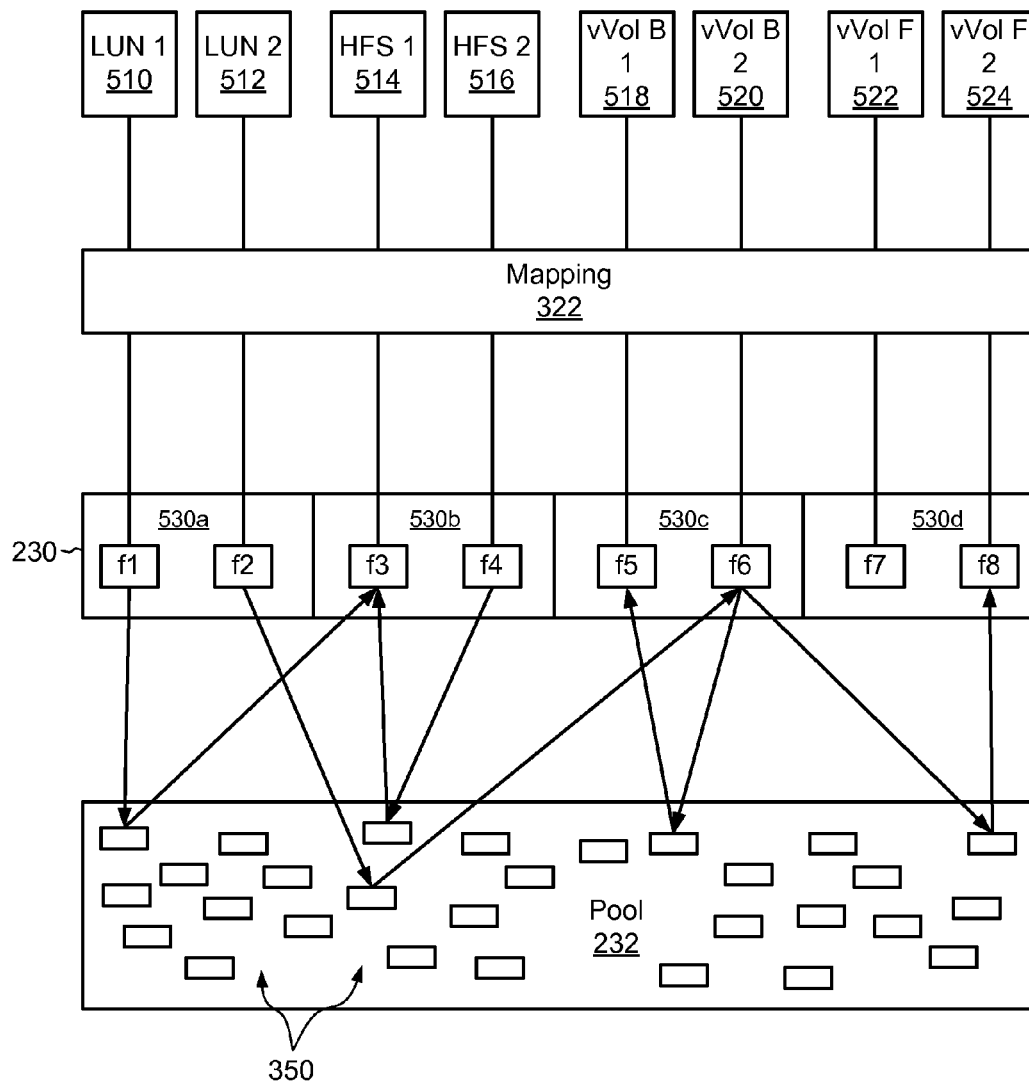 LUN 1
510
LUN 2
512
HFS 1
514
HFS 2
516
vVol B
1
518
vVol B
2
520
vVol F
1
522
vVol F
2
524
Mapping
322
230
530a
530b
530c
530d
f1
f2
f3
f4
f5
f6
f7
f8
Pool
232
350